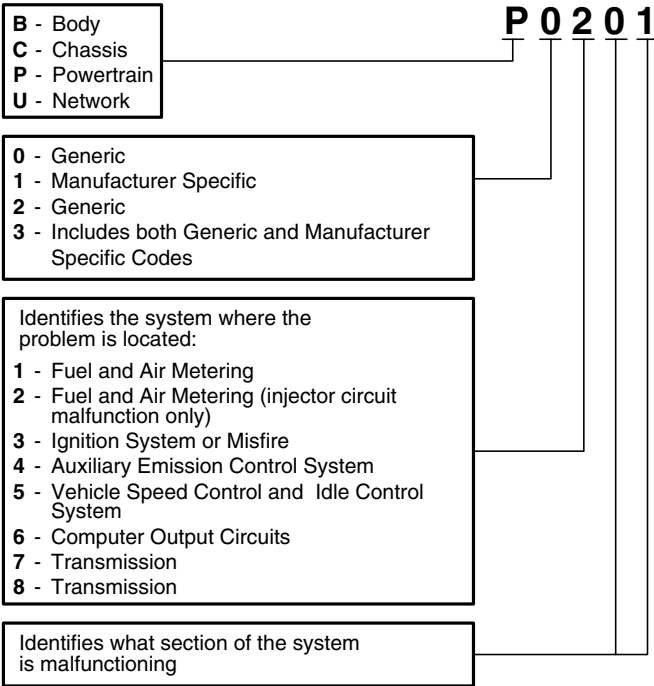 P 0 2 0 1
B - Body
C - Chassis
P - Powertrain
U - Network
0 - Generic
1 - Manufacturer Specific
2 - Generic
3 - Includes both Generic and Manufacturer
Specific Codes
Identifies the system where the
problem is located:
1 - Fuel and Air Metering
2 - Fuel and Air Metering (injector circuit
malfunction only)
3 - Ignition System or Misfire
4 - Auxiliary Emission Control System
5 - Vehicle Speed Control and Idle Control
System
6 - Computer Output Circuits
7 - Transmission
8 - Transmission
Identifies what section of the system
is malfunctioning